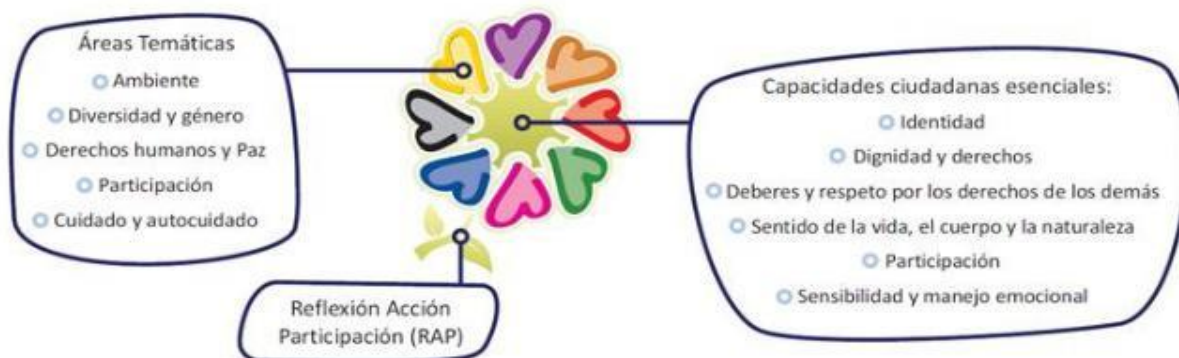 Áreas Temáticas
Ambiente
Diversidad y género
Derechos humanos y Paz
Participación
Cuidado y autocuidado
Reflexión Acción
Participación (RAP)
Capacidades ciudadanas esenciales:
Identidad
Dignidad y derechos
Deberes y respeto por los derechos de los demás
Sentido de la vida, el cuerpo y la naturaleza
Participación
Sensibilidad y manejo emocional